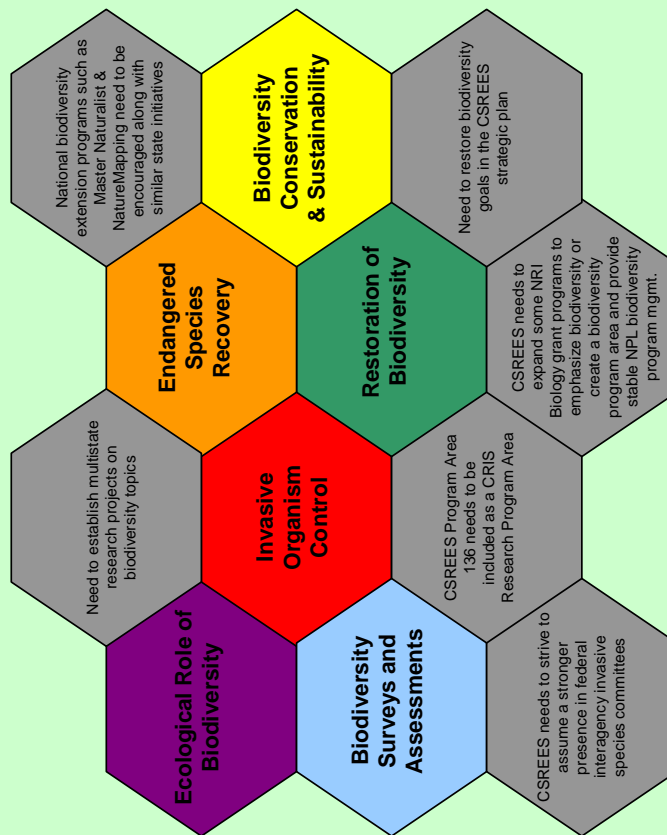 Need to establish multistate
research projects on
biodiversity topics
National biodiversity
extension programs such as
Master Naturalist &
NatureMapping need to be
encouraged along with
similar state initiatives
Ecological Role of
Biodiversity
Endangered
Species
Recovery
Invasive
Organism
Control
Biodiversity
Conservation
& Sustainability
Biodiversity
Surveys and
Assessments
Restoration of
Biodiversity
CSREES Program Area
136 needs to be
included as a CRIS
Research Program Area
Need to restore biodiversity
goals in the CSREES
strategic plan
CSREES needs to strive to
assume a stronger
presence in federal
interagency invasive
species committees
CSREES needs to
expand some NRI
Biology grant programs to
emphasize biodiversity or
create a biodiversity
program area and provide
stable NPL biodiversity
program mgmt.